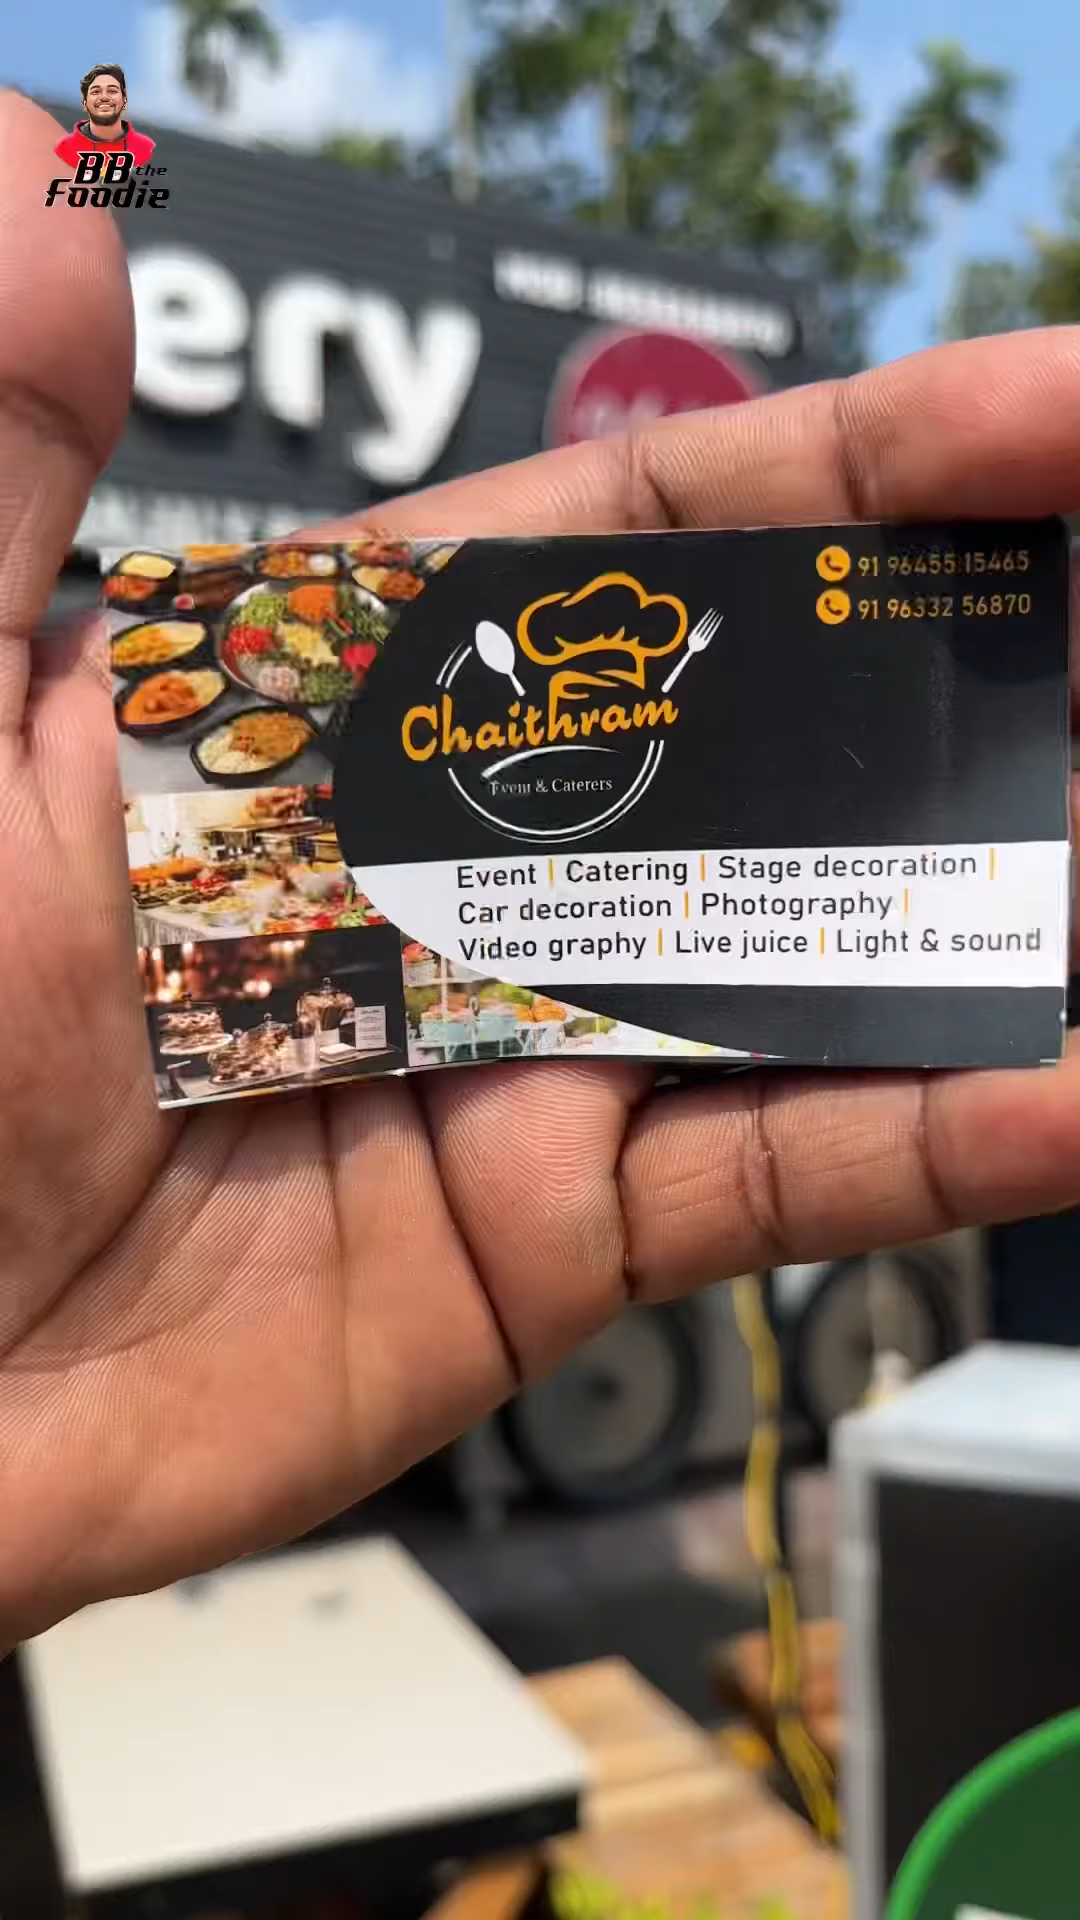 BB the
Foodie
ery
91 96455 15465
91 96332 56870
Chaithram
Event & Caterers
Event | Catering | Stage decoration |
Car decoration | Photography |
Video graphy | Live juice | Light & sound